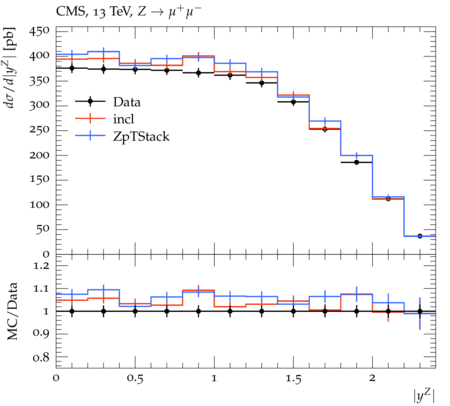 CMS, 13 TeV, Z → μ⁺μ⁻
dσ/d|y^Z| [pb]
450
400
350
300
250
200
150
100
50
0
Data
incl
ZpTStack
MC/Data
1.2
1.1
1
0.9
0.8
0 0.5 1 1.5 2
|y^Z|